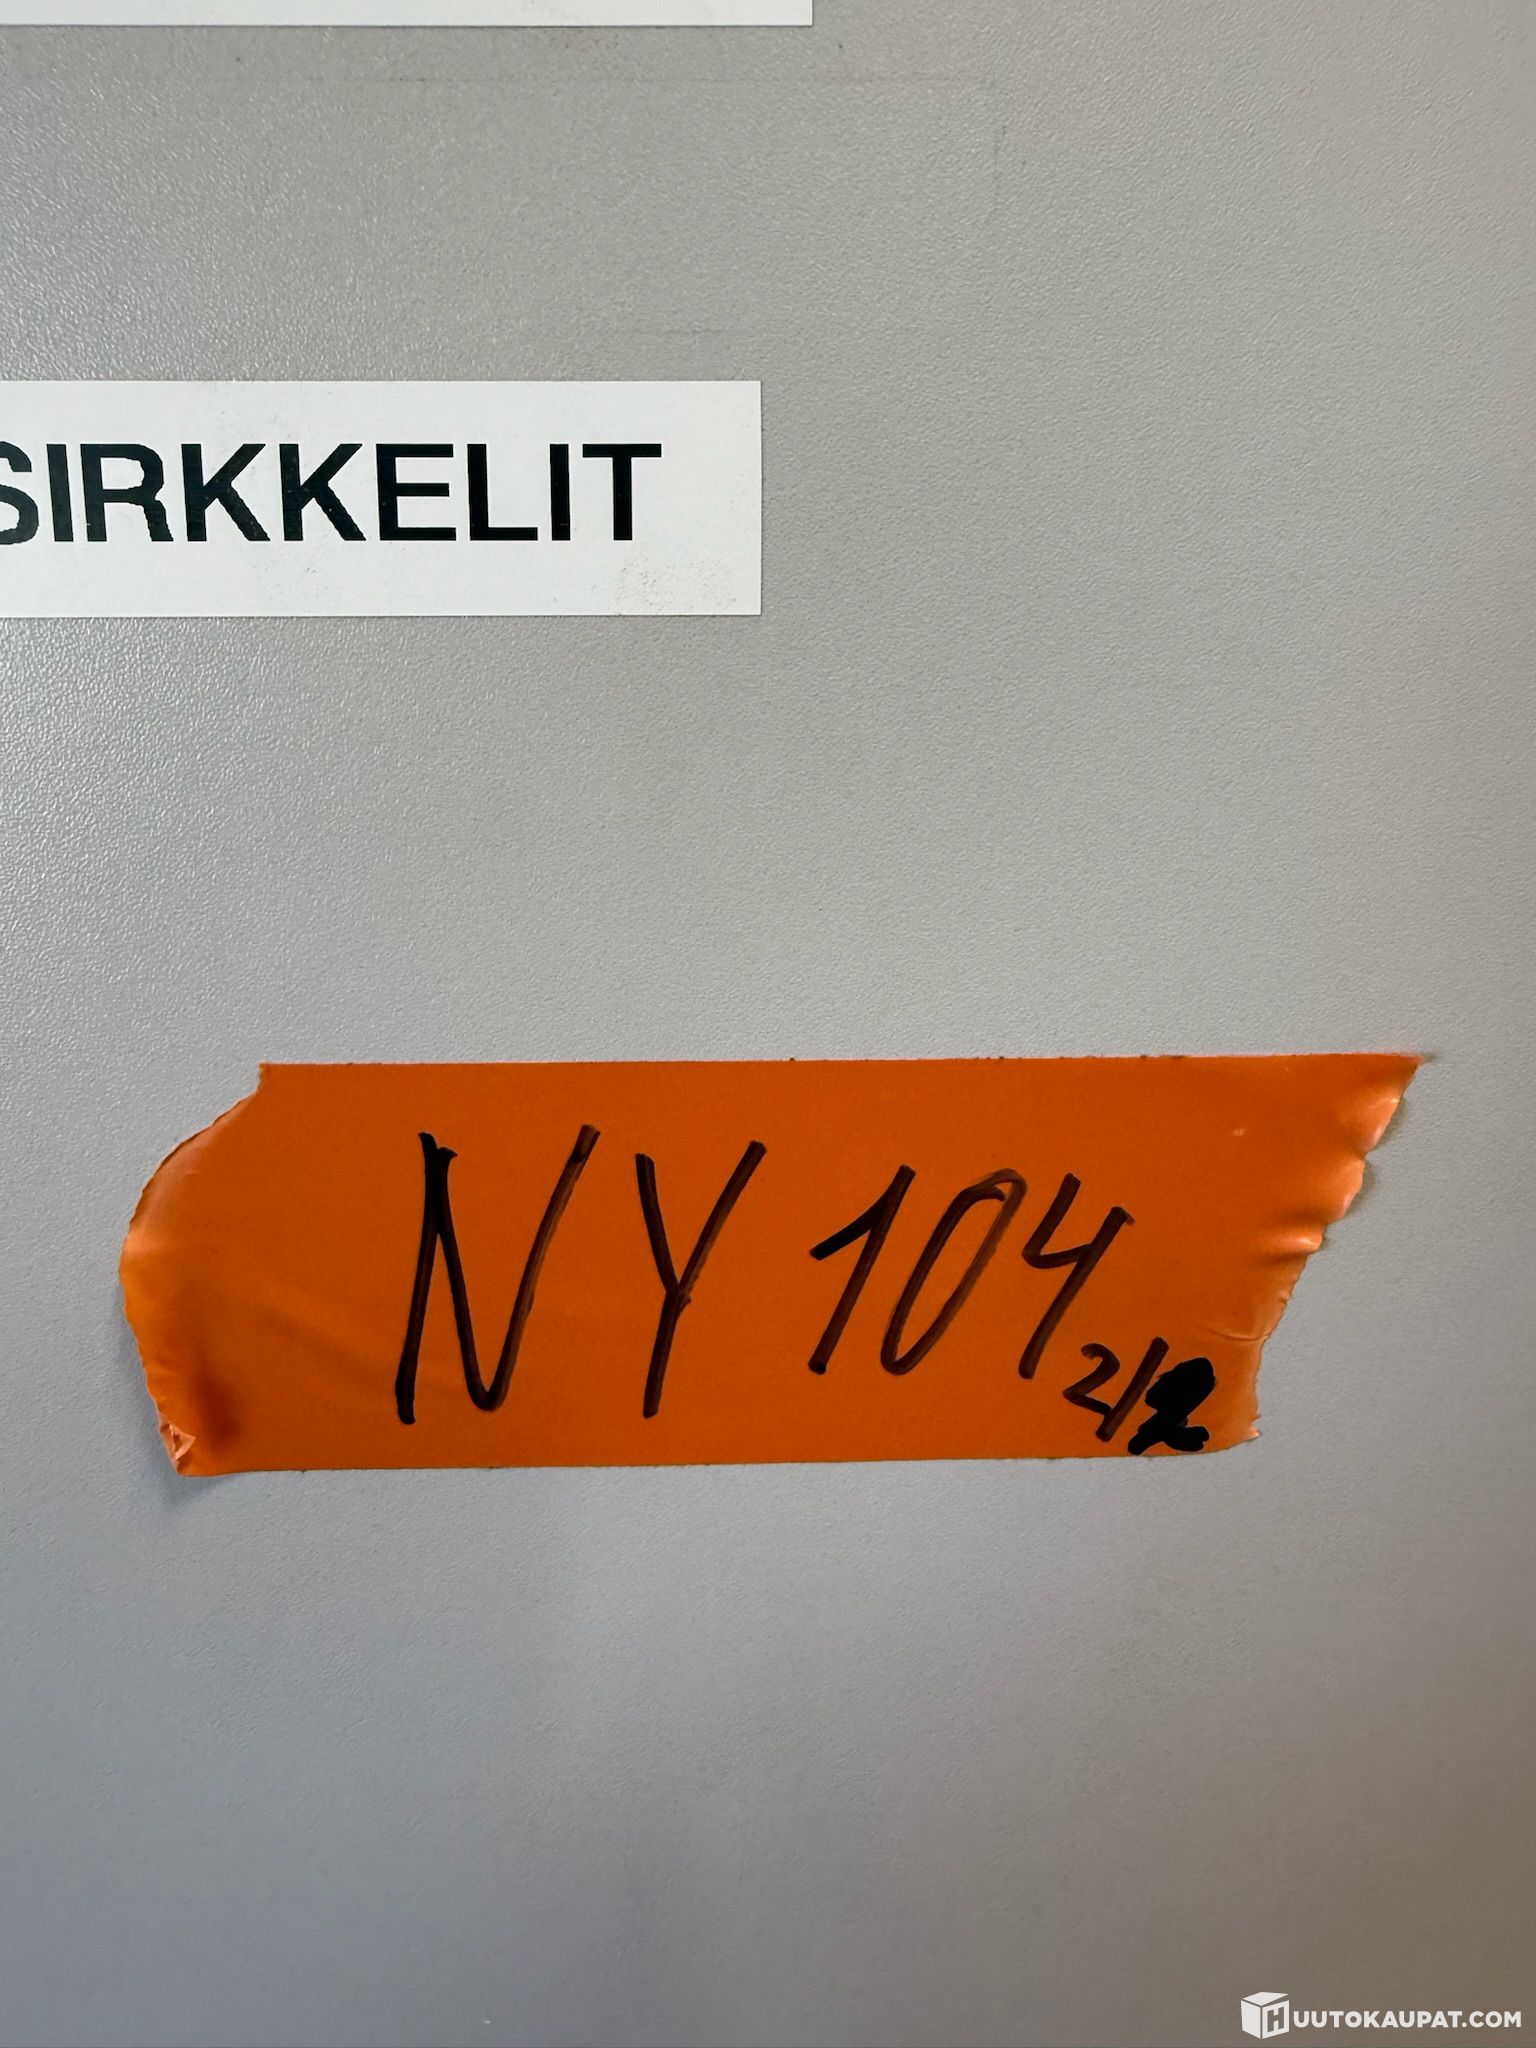 SIRKKELIT
NY 104
2/2
HUUTOKAUPAT.COM